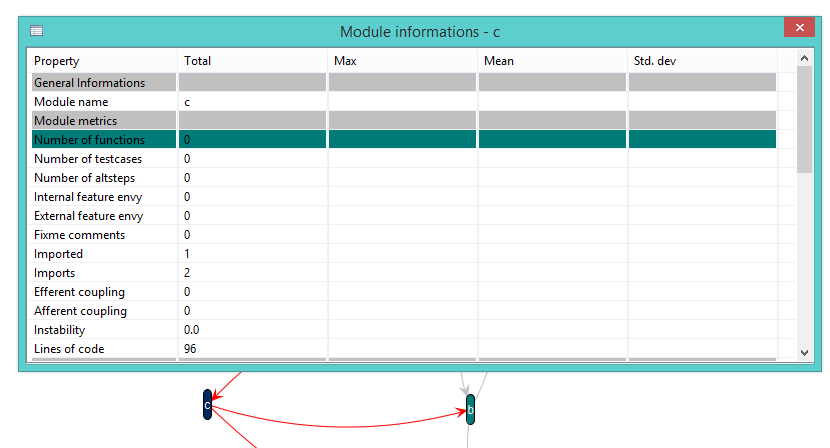 Module informations - c
Property Total Max Mean Std. dev
General Informations
Module name c
Module metrics
Number of functions 0
Number of testcases 0
Number of altsteps 0
Internal feature envy 0
External feature envy 0
Fixme comments 0
Imported 1
Imports 2
Efferent coupling 0
Afferent coupling 0
Instability 0.0
Lines of code 96
c
b